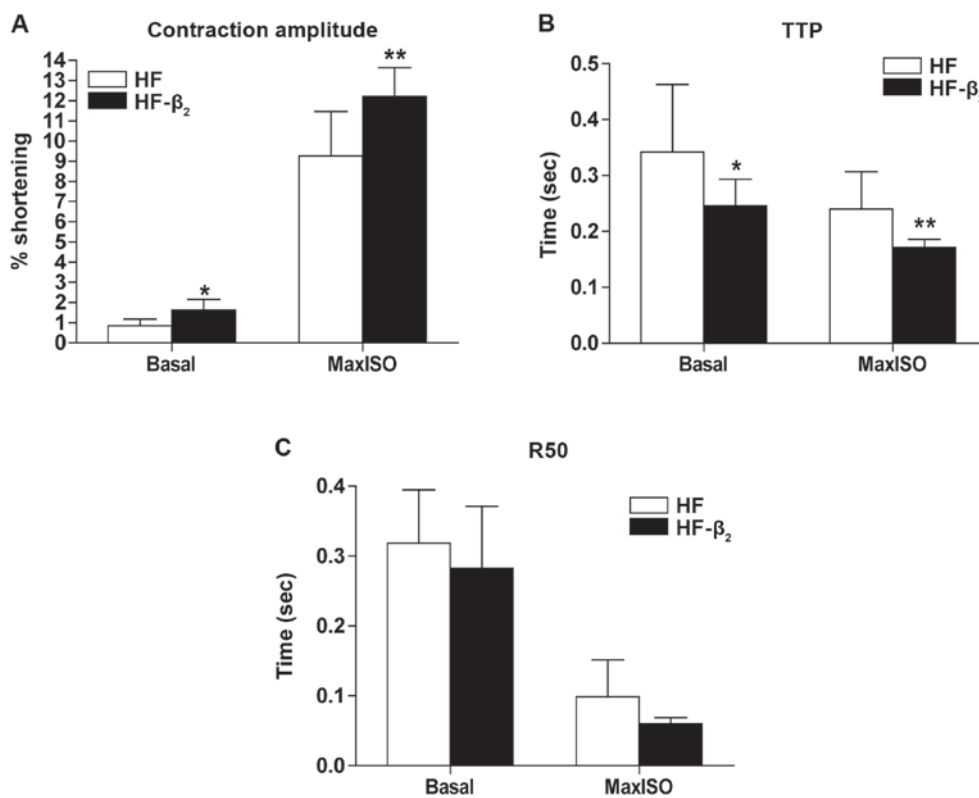 A
Contraction amplitude
14
13
12
11
10
9
8
7
6
5
4
3
2
1
0
% shortening
HF
HF-β₂
*
**
Basal
MaxISO
B
TTP
0.5
0.4
0.3
0.2
0.1
0.0
Time (sec)
HF
HF-β₂
*
**
Basal
MaxISO
C
R50
0.4
0.3
0.2
0.1
0.0
Time (sec)
HF
HF-β₂
Basal
MaxISO